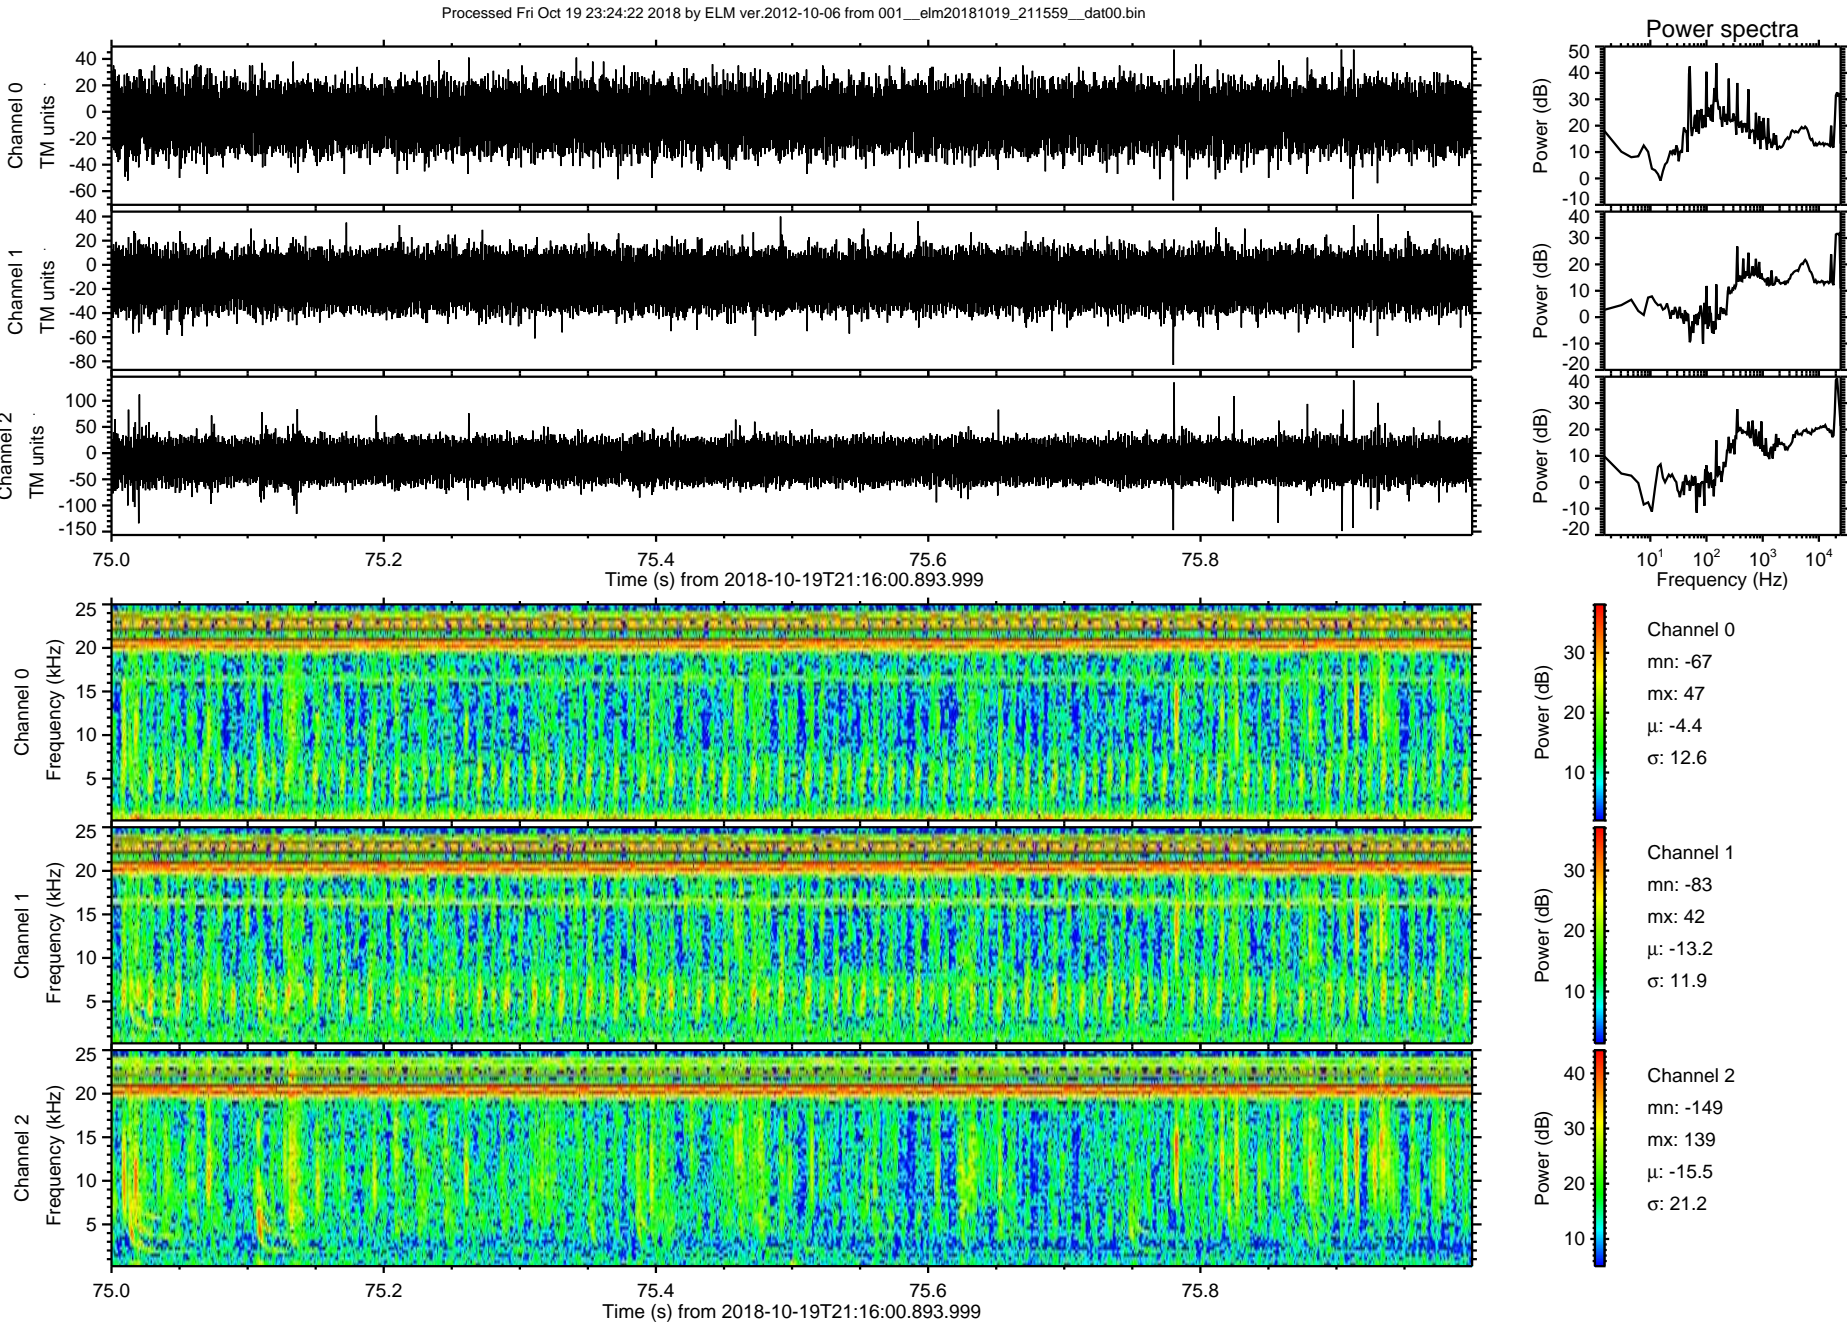 Processed Fri Oct 19 23:24:22 2018 by ELM ver.2012-10-06 from 001__elm20181019_211559__dat00.bin
Power spectra
Channel 0
TM units
40
20
0
-20
-40
-60
Power (dB)
50
40
30
20
10
0
-10
Channel 1
TM units
40
20
0
-20
-40
-60
-80
Power (dB)
40
30
20
10
0
-10
-20
Channel 2
TM units
100
50
0
-50
-100
-150
Power (dB)
40
30
20
10
0
-10
-20
75.0 75.2 75.4 75.6 75.8
Time (s) from 2018-10-19T21:16:00.893.999
10¹ 10² 10³ 10⁴
Frequency (Hz)
Channel 0
Frequency (kHz)
25
20
15
10
5
Power (dB)
30
20
10
Channel 0
mn: -67
mx: 47
μ: -4.4
σ: 12.6
Channel 1
Frequency (kHz)
25
20
15
10
5
Power (dB)
30
20
10
Channel 1
mn: -83
mx: 42
μ: -13.2
σ: 11.9
Channel 2
Frequency (kHz)
25
20
15
10
5
Power (dB)
40
30
20
10
Channel 2
mn: -149
mx: 139
μ: -15.5
σ: 21.2
75.0 75.2 75.4 75.6 75.8
Time (s) from 2018-10-19T21:16:00.893.999